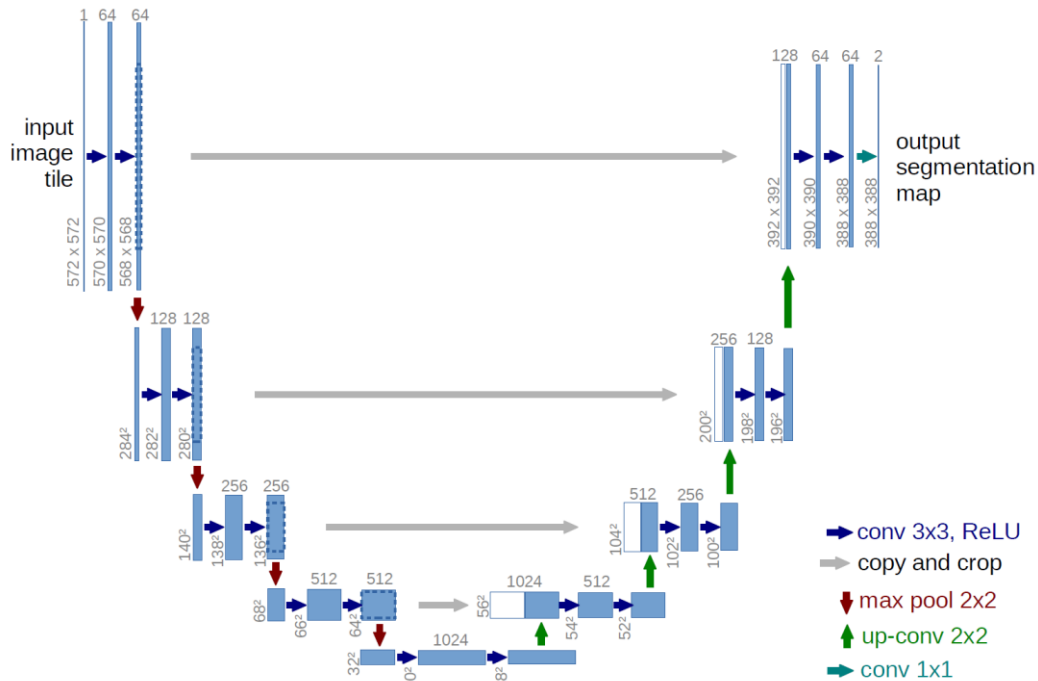 1 64 64
128 64 64 2
input
image
tile
output
segmentation
map
572 x 572
570 x 570
568 x 568
392 x 392
390 x 390
388 x 388
388 x 388
128 128
256 128
284²
282²
280²
200²
198²
196²
256 256
512 256
140²
138²
136²
104²
102²
100²
512 512
1024 512
68²
66²
64²
56²
54²
52²
1024
32²
0²
8²
conv 3x3, ReLU
copy and crop
max pool 2x2
up-conv 2x2
conv 1x1